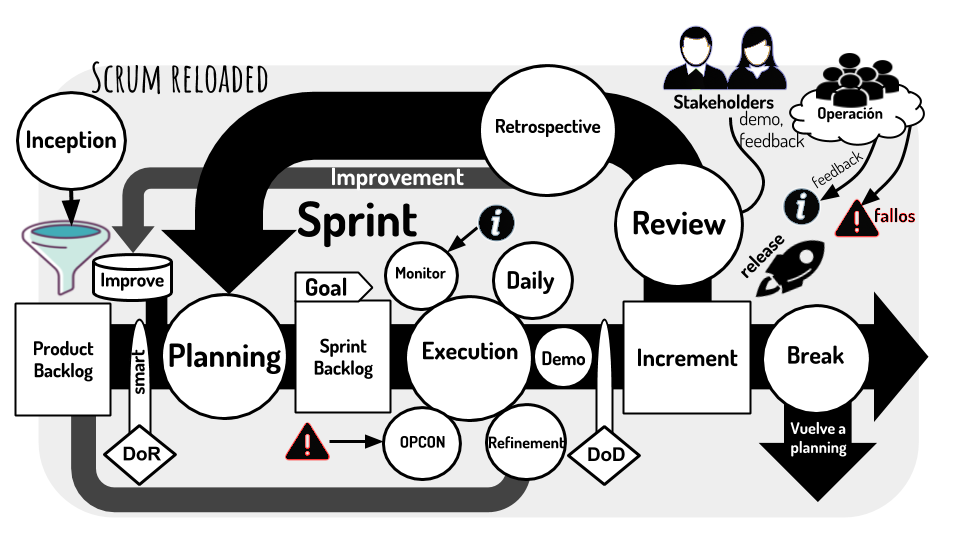 SCRUM RELOADED
Inception
Retrospective
Stakeholders
demo,
feedback
Operación
Improvement
Sprint
Review
feedback
i
i
!
fallos
release
Improve
Monitor
Daily
Goal
Product
Backlog
smart
Planning
Sprint
Backlog
Execution
Demo
Increment
Break
DoR
!
OPCON
Refinement
DoD
Vuelve a
planning